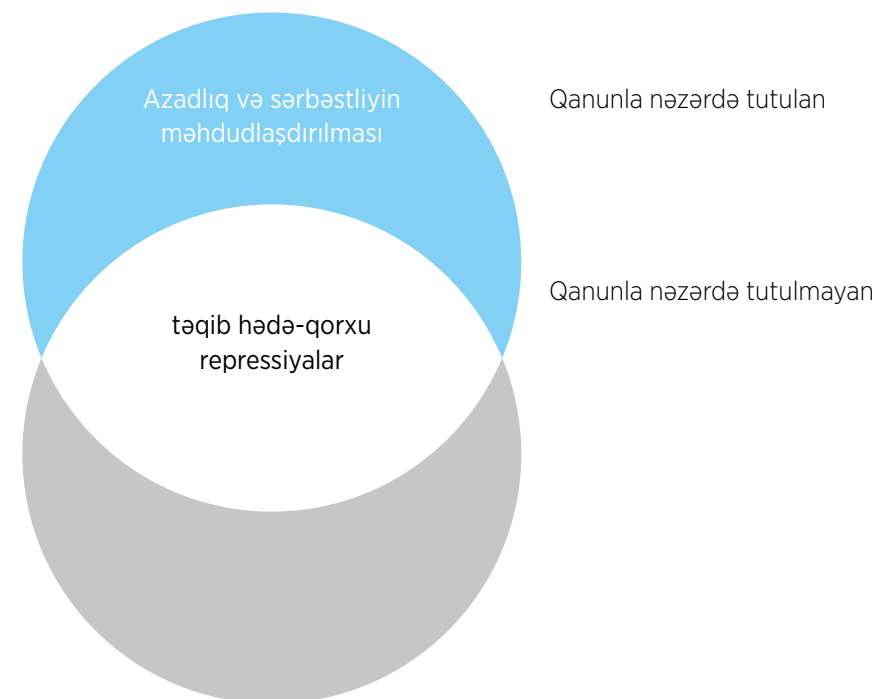 Azadlıq və sərbəstliyin
məhdudlaşdırılması
Qanunla nəzərdə tutulan
Qanunla nəzərdə tutulmayan
təqib hədə-qorxu
repressiyalar